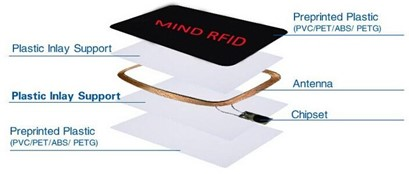 MIND RFID
Preprinted Plastic
(PVC/PET/ABS/ PETG)
Plastic Inlay Support
Antenna
Plastic Inlay Support
Chipset
Preprinted Plastic
(PVC/PET/ABS/ PETG)